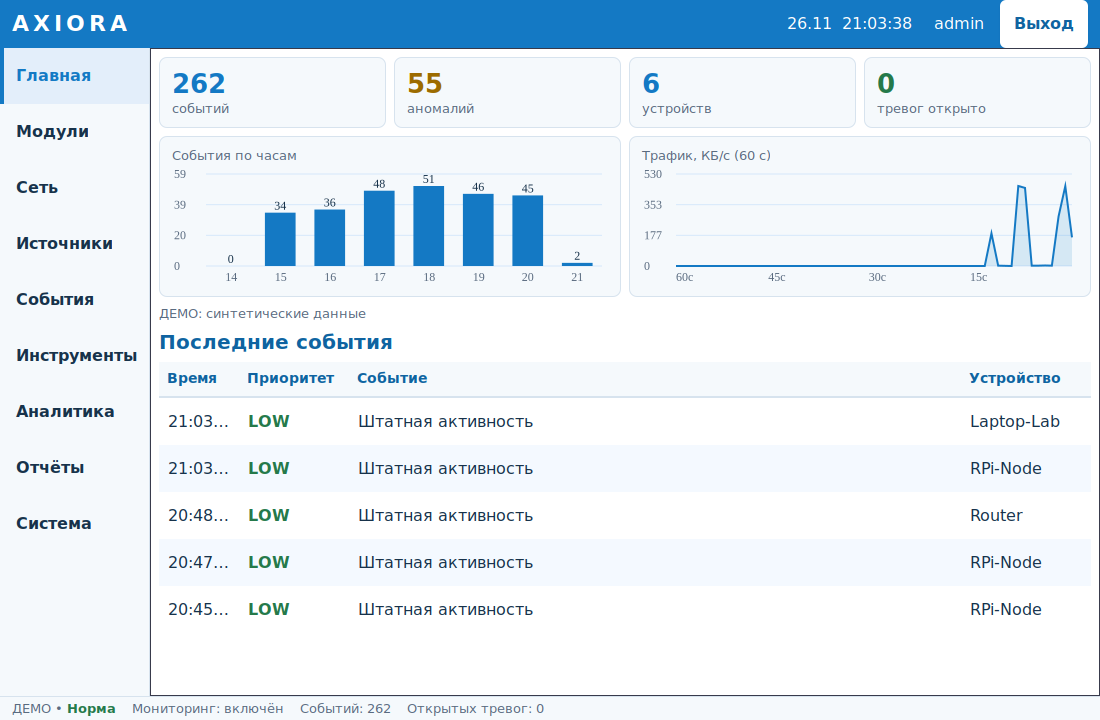 AXIORA 26.11 21:03:38 admin Выход
Главная
Модули
Сеть
Источники
События
Инструменты
Аналитика
Отчёты
Система
262 55 6 0
событий аномалий устройств тревог открыто
События по часам
59
39
20
0
0 34 36 48 51 46 45 2
14 15 16 17 18 19 20 21
Трафик, КБ/с (60 с)
530
353
177
0
60с 45с 30с 15с
ДЕМО: синтетические данные
Последние события
Время Приоритет Событие Устройство
21:03… LOW Штатная активность Laptop-Lab
21:03… LOW Штатная активность RPi-Node
20:48… LOW Штатная активность Router
20:47… LOW Штатная активность RPi-Node
20:45… LOW Штатная активность RPi-Node
ДЕМО • Норма Мониторинг: включён Событий: 262 Открытых тревог: 0